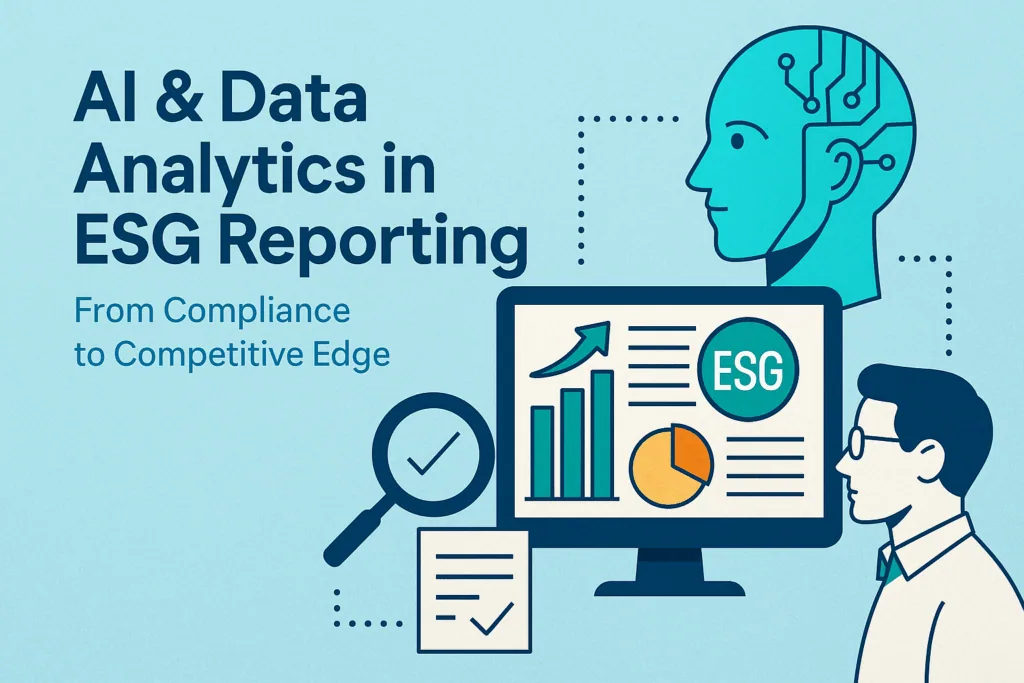 AI & Data
Analytics in
ESG Reporting
From Compliance
to Competitive Edge
ESG